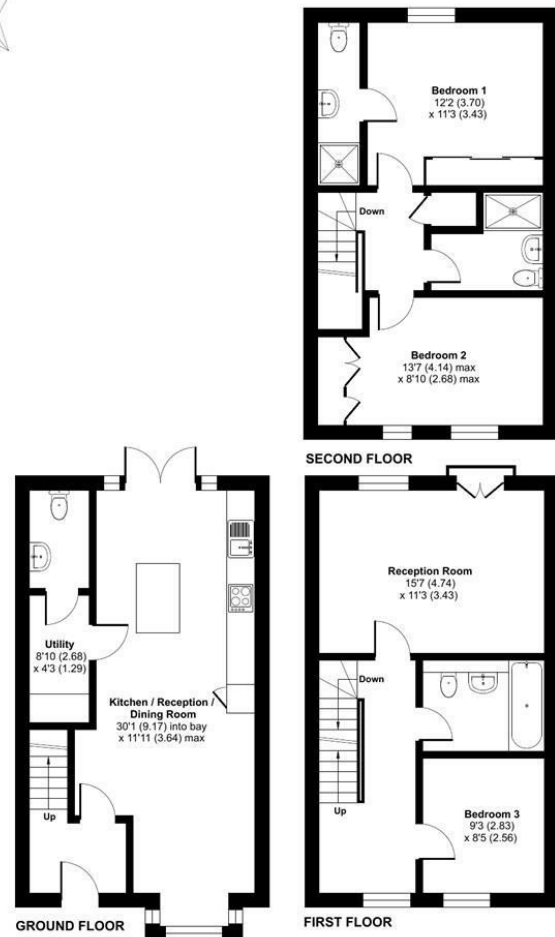 Bedroom 1
12'2 (3.70)
x 11'3 (3.43)
Down
Bedroom 2
13'7 (4.14) max
x 8'10 (2.68) max
SECOND FLOOR
Utility
8'10 (2.68)
x 4'3 (1.29)
Kitchen / Reception /
Dining Room
30'1 (9.17) into bay
x 11'11 (3.64) max
Up
GROUND FLOOR
Reception Room
15'7 (4.74)
x 11'3 (3.43)
Down
Up
Bedroom 3
9'3 (2.83)
x 8'5 (2.56)
FIRST FLOOR